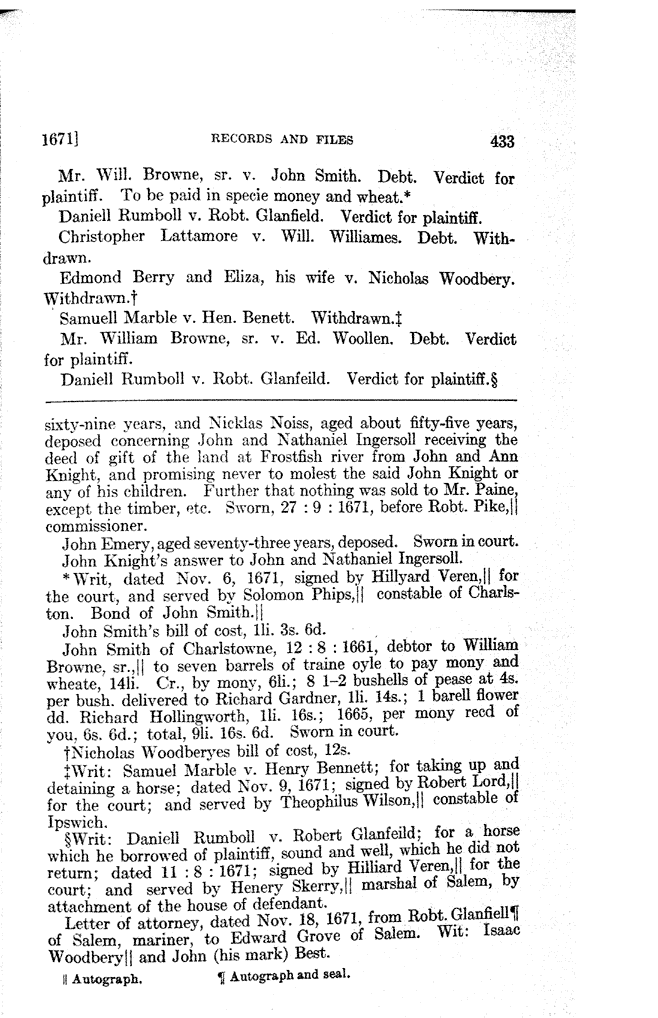 1671] RECORDS AND FILES 433
Mr. Will. Browne, sr. v. John Smith. Debt. Verdict for
plaintiff. To be paid in specie money and wheat.*
Daniell Rumboll v. Robt. Glanfield. Verdict for plaintiff.
Christopher Lattamore v. Will. Williames. Debt. With-
drawn.
Edmond Berry and Eliza, his wife v. Nicholas Woodbery.
Withdrawn.†
Samuell Marble v. Hen. Benett. Withdrawn.‡
Mr. William Browne, sr. v. Ed. Woollen. Debt. Verdict
for plaintiff.
Daniell Rumboll v. Robt. Glanfeild. Verdict for plaintiff.§
sixty-nine years, and Nicklas Noiss, aged about fifty-five years,
deposed concerning John and Nathaniel Ingersoll receiving the
deed of gift of the land at Frostfish river from John and Ann
Knight, and promising never to molest the said John Knight or
any of his children. Further that nothing was sold to Mr. Paine,
except the timber, etc. Sworn, 27 : 9 : 1671, before Robt. Pike,||
commissioner.
John Emery, aged seventy-three years, deposed. Sworn in court.
John Knight's answer to John and Nathaniel Ingersoll.
*Writ, dated Nov. 6, 1671, signed by Hillyard Veren,|| for
the court, and served by Solomon Phips,|| constable of Charls-
ton. Bond of John Smith.||
John Smith's bill of cost, 1li. 3s. 6d.
John Smith of Charlstowne, 12 : 8 : 1661, debtor to William
Browne, sr.,|| to seven barrels of traine oyle to pay mony and
wheate, 14li. Cr., by mony, 6li.; 8 1-2 bushells of pease at 4s.
per bush. delivered to Richard Gardner, 1li. 14s.; 1 barell flower
dd. Richard Hollingworth, 1li. 16s.; 1665, per mony recd of
you, 6s. 6d.; total, 9li. 16s. 6d. Sworn in court.
†Nicholas Woodberyes bill of cost, 12s.
‡Writ: Samuel Marble v. Henry Bennett; for taking up and
detaining a horse; dated Nov. 9, 1671; signed by Robert Lord,||
for the court; and served by Theophilus Wilson,|| constable of
Ipswich.
§Writ: Daniell Rumboll v. Robert Glanfeild; for a horse
which he borrowed of plaintiff, sound and well, which he did not
return; dated 11 : 8 : 1671; signed by Hilliard Veren,|| for the
court; and served by Henery Skerry,|| marshal of Salem, by
attachment of the house of defendant.
Letter of attorney, dated Nov. 18, 1671, from Robt. Glanfiell¶
of Salem, mariner, to Edward Grove of Salem. Wit: Isaac
Woodbery|| and John (his mark) Best.
|| Autograph. ¶ Autograph and seal.